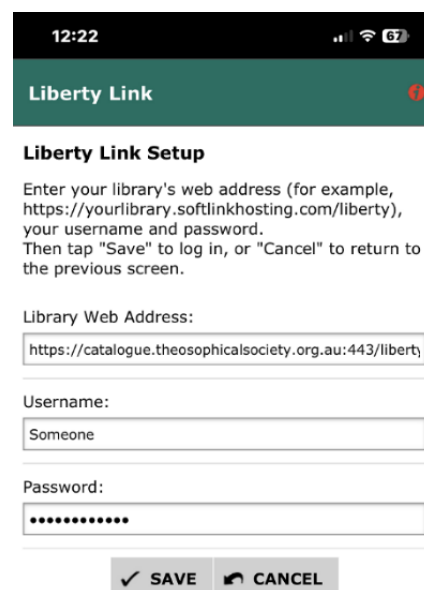 12:22
67
Liberty Link
Liberty Link Setup
Enter your library's web address (for example,
https://yourlibrary.softlinkhosting.com/liberty),
your username and password.
Then tap "Save" to log in, or "Cancel" to return to
the previous screen.
Library Web Address:
https://catalogue.theosophicalsociety.org.au:443/liberty
Username:
Someone
Password:
••••••••••••
SAVE CANCEL